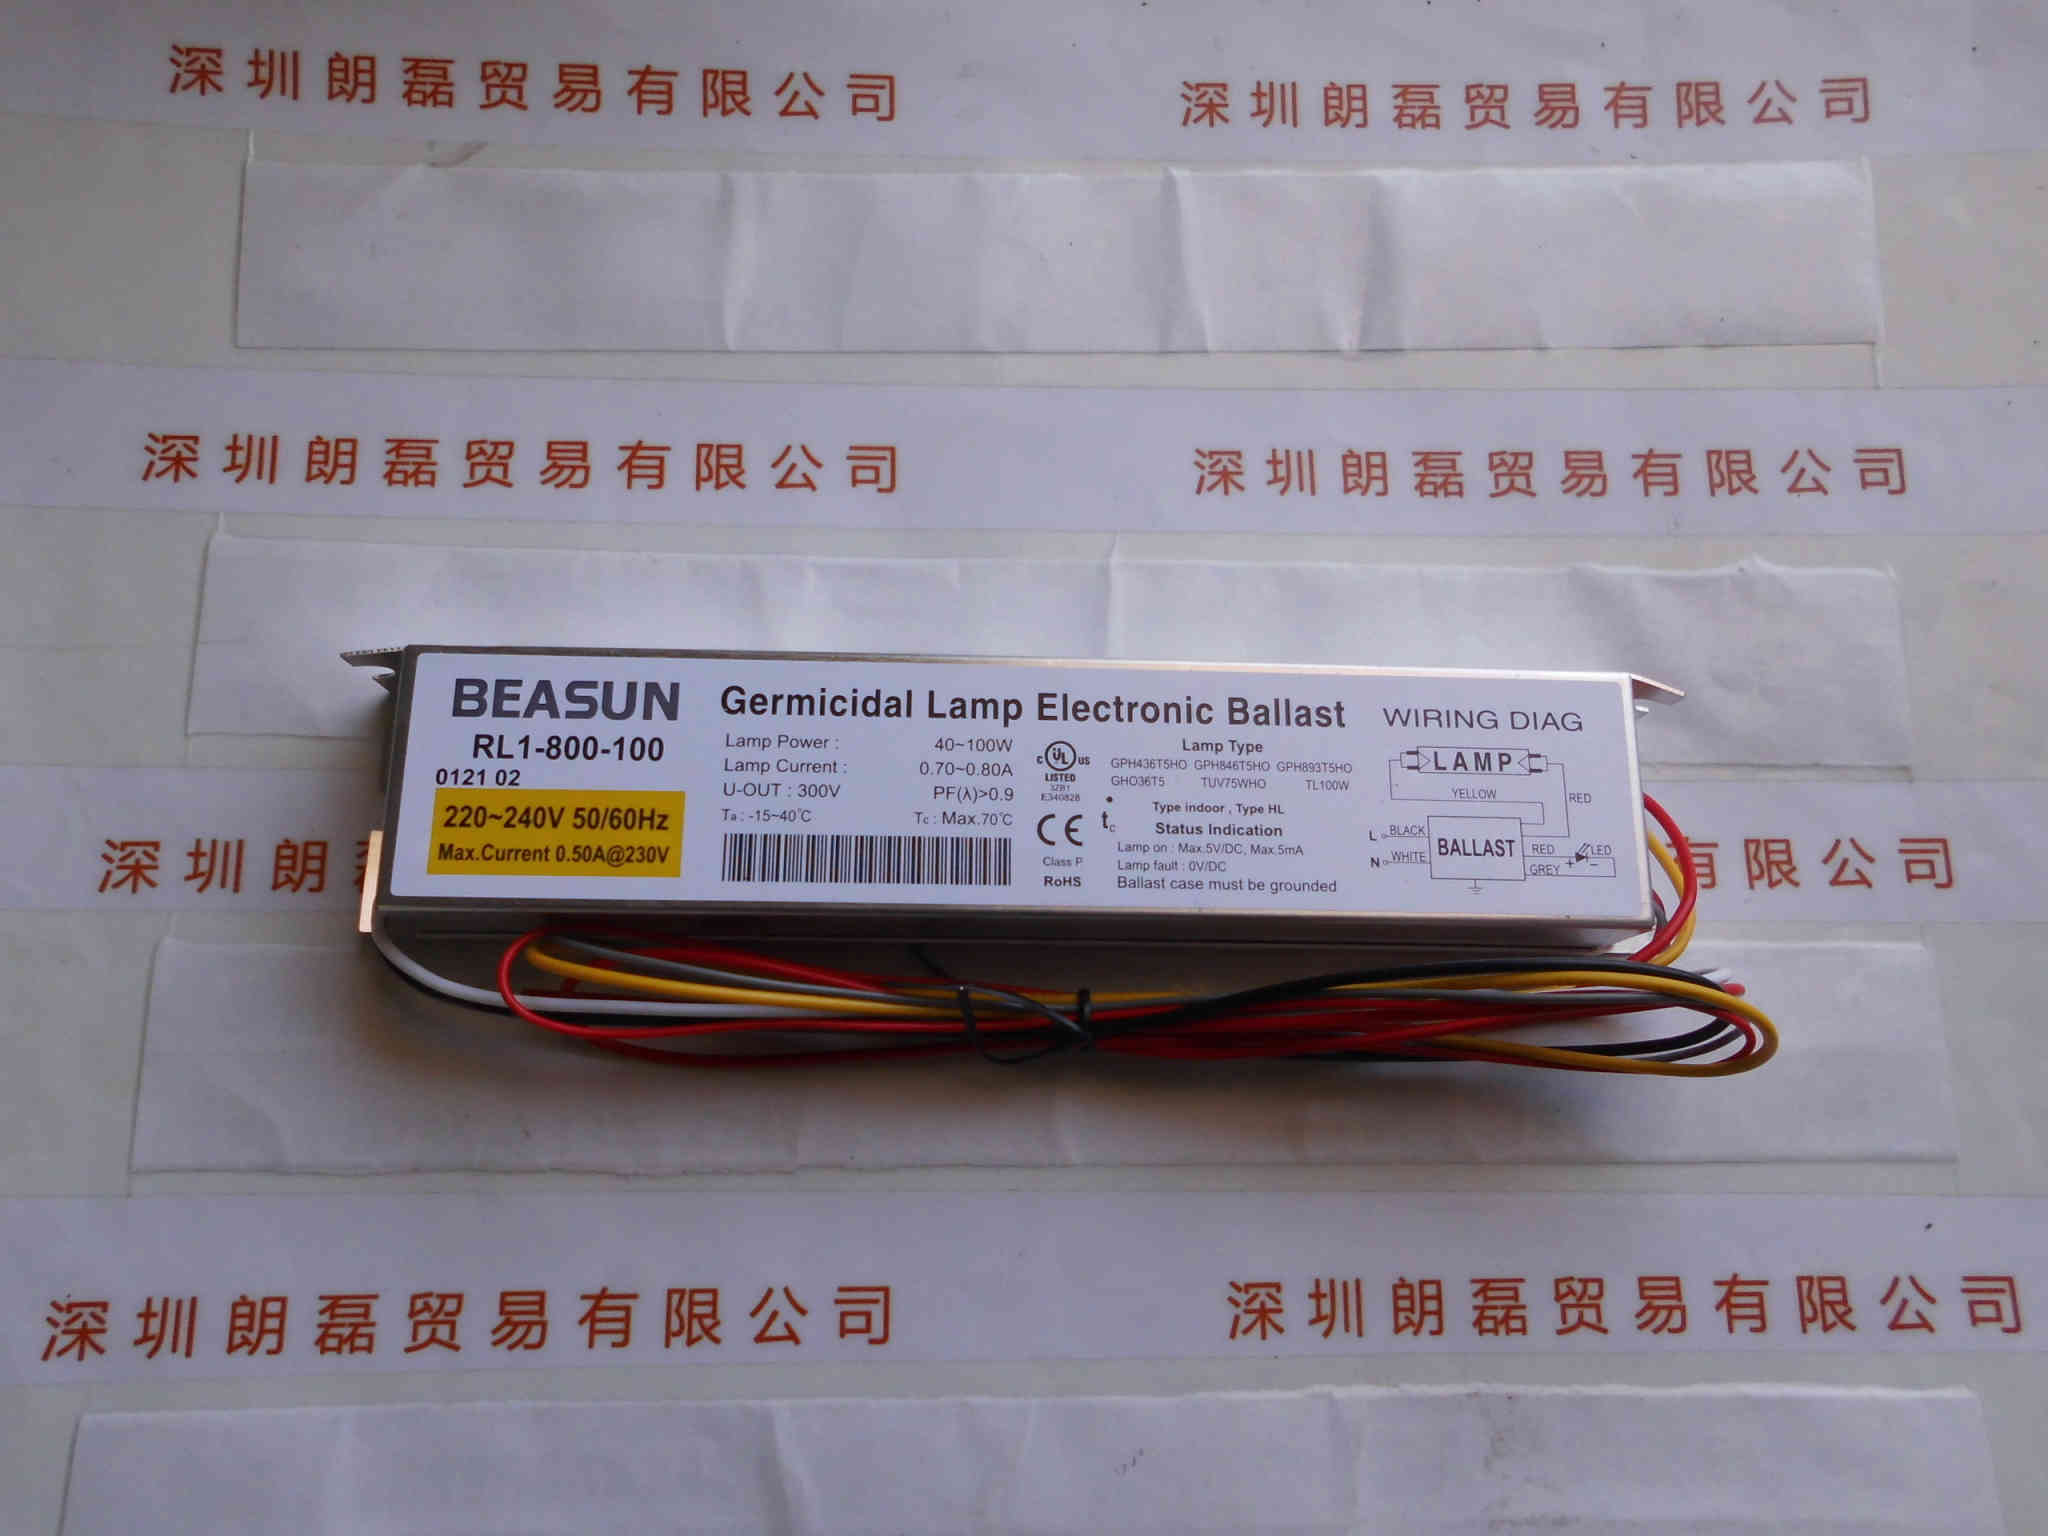 深圳朗磊贸易有限公司 深圳朗磊贸易有限公司
深圳朗磊贸易有限公司 深圳朗磊贸易有限公司
BEASUN
RL1-800-100
0121 02
220~240V 50/60Hz
Max.Current 0.50A@230V
Germicidal Lamp Electronic Ballast
Lamp Power : 40~100W
Lamp Current : 0.70~0.80A
U-OUT : 300V PF(λ)>0.9
Ta : -15~40℃ Tc : Max.70℃
c UL us
LISTED
3ZB1
E340828
CE
Class P
RoHS
tc
Lamp Type
GPH436T5HO GPH846T5HO GPH893T5HO
GHO36T5 TUV75WHO TL100W
Type indoor , Type HL
Status Indication
Lamp on : Max.5V/DC, Max.5mA
Lamp fault : 0V/DC
Ballast case must be grounded
WIRING DIAG
LAMP
YELLOW RED
L BLACK
N WHITE
BALLAST
RED LED
GREY + −
深圳朗 有限公司
深圳朗磊贸易有限公司 深圳朗磊贸易有限公司